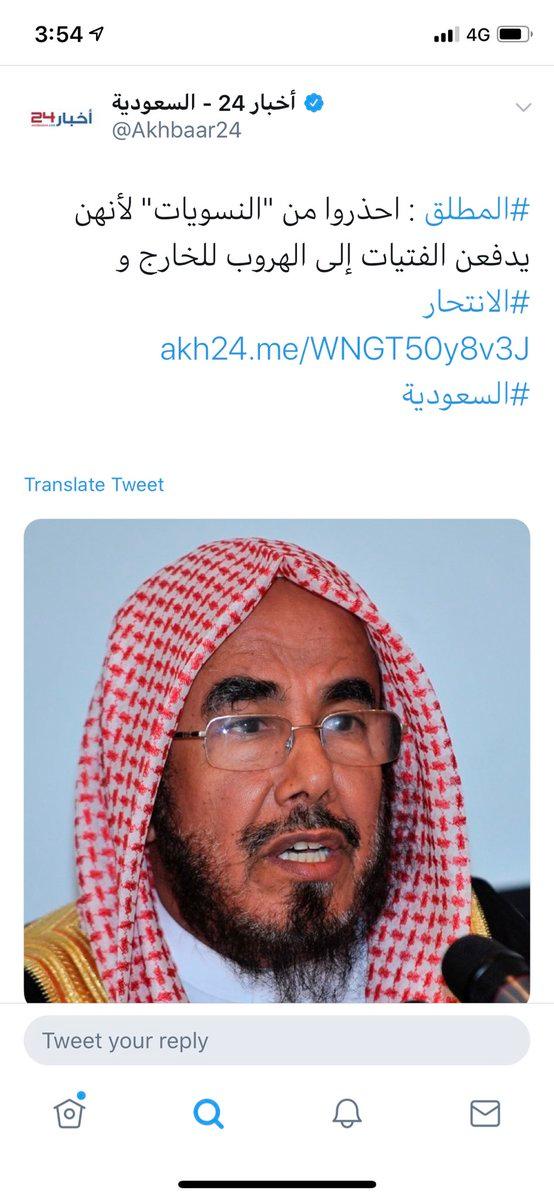 3:54
4G
أخبار 24 - السعودية
@Akhbaar24
أخبار24
#المطلق : احذروا من "النسويات" لأنهن
يدفعن الفتيات إلى الهروب للخارج و
#الانتحار
akh24.me/WNGT50y8v3J
#السعودية
Translate Tweet
Tweet your reply